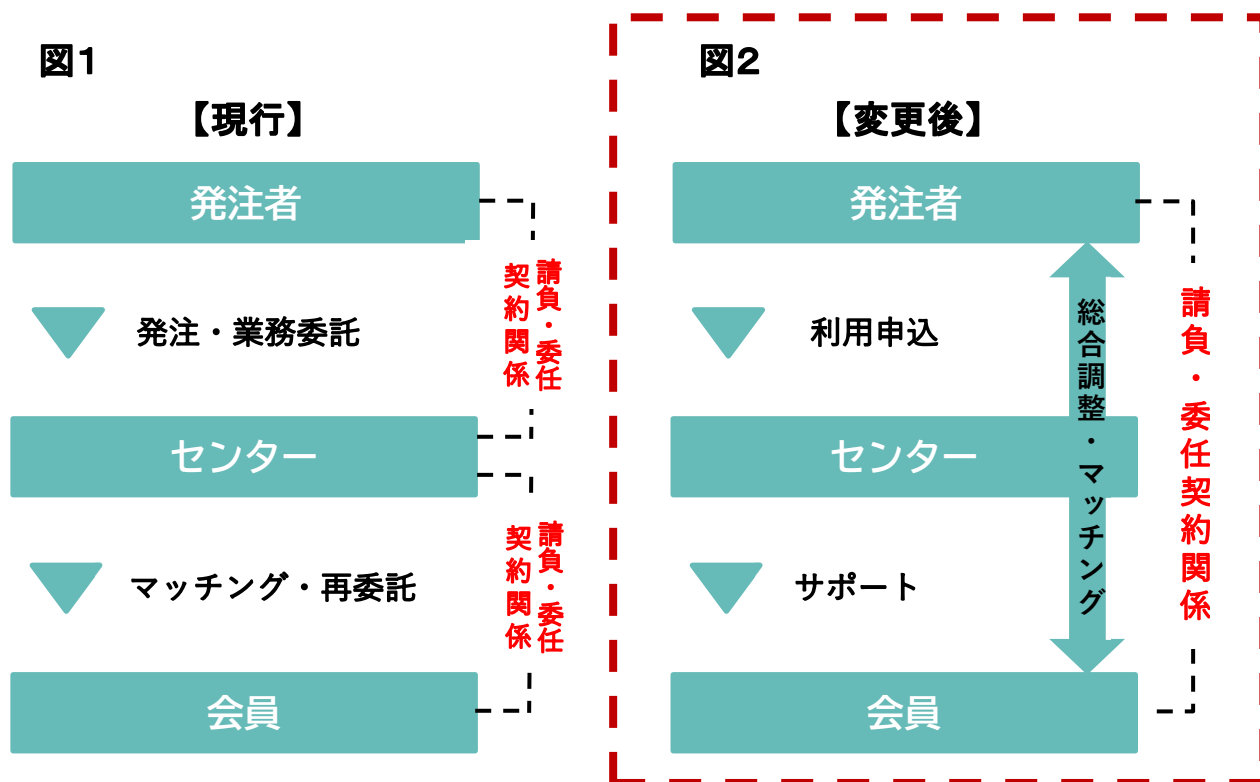 図1
【現行】
発注者
発注・業務委託
請負・委任
契約関係
センター
マッチング・再委託
請負・委任
契約関係
会員
図2
【変更後】
発注者
利用申込
総合調整・マッチング
請負・委任契約関係
センター
サポート
会員